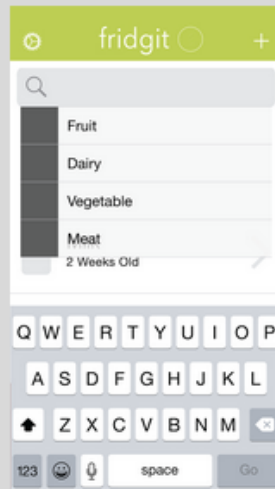 fridgit
Fruit
Dairy
Vegetable
Meat
2 Weeks Old
Q W E R T Y U I O P
A S D F G H J K L
Z X C V B N M
123 space Go